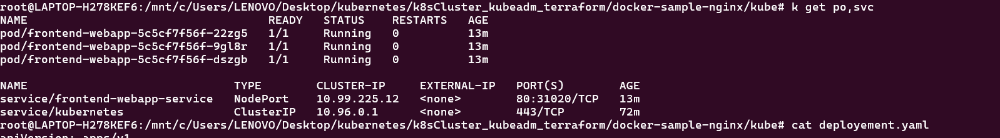 root@LAPTOP-H278KEF6:/mnt/c/Users/LENOVO/Desktop/kubernetes/k8sCluster_kubeadm_terraform/docker-sample-nginx/kube# k get po,svc
NAME READY STATUS RESTARTS AGE
pod/frontend-webapp-5c5cf7f56f-22zg5 1/1 Running 0 13m
pod/frontend-webapp-5c5cf7f56f-9gl8r 1/1 Running 0 13m
pod/frontend-webapp-5c5cf7f56f-dszgb 1/1 Running 0 13m
NAME TYPE CLUSTER-IP EXTERNAL-IP PORT(S) AGE
service/frontend-webapp-service NodePort 10.99.225.12 <none> 80:31020/TCP 13m
service/kubernetes ClusterIP 10.96.0.1 <none> 443/TCP 72m
root@LAPTOP-H278KEF6:/mnt/c/Users/LENOVO/Desktop/kubernetes/k8sCluster_kubeadm_terraform/docker-sample-nginx/kube# cat deployement.yaml
apiVersion: apps/v1